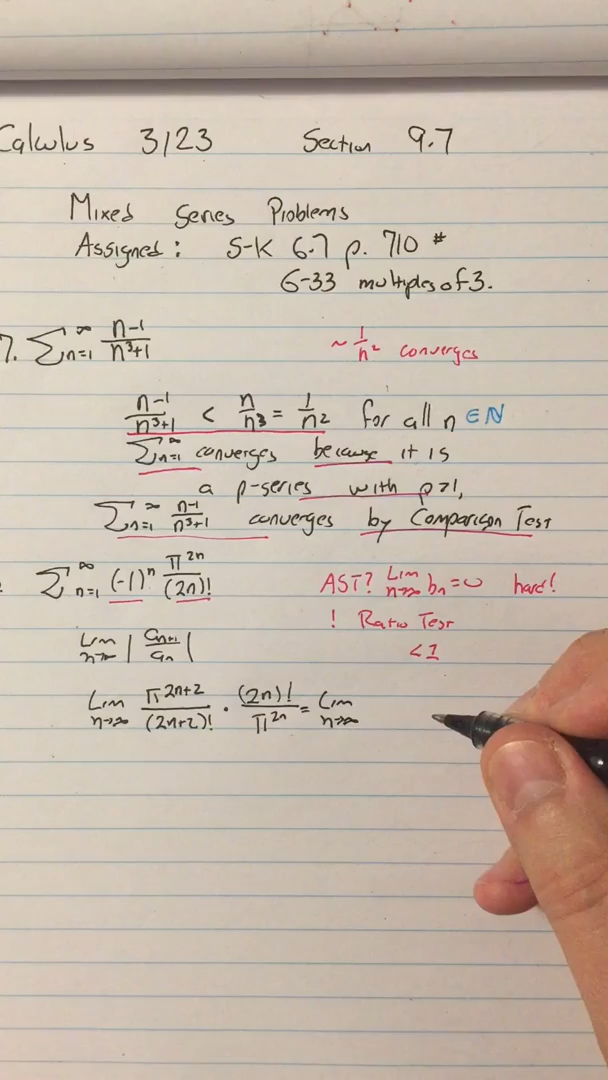 Calculus 3/23 Section 9.7
Mixed Series Problems
Assigned: S-K 6.7 p. 710 #
6-33 multiples of 3.
7. ∑n=1^∞ (n-1)/(n³+1) ~ 1/n² converges
(n-1)/(n³+1) < n/n³ = 1/n² for all n ∈ ℕ
∑n=1^∞ converges because it is
a p-series with p>1,
∑n=1^∞ (n-1)/(n³+1) converges by Comparison Test
∑n=1^∞ (-1)ⁿ π^(2n)/(2n)! AST? Lim n→∞ bn = 0 hard!
! Ratio Test
Lim n→∞ |an+1/an| <1
Lim n→∞ π^(2n+2)/(2n+2)! · (2n)!/π^(2n) = Lim n→∞